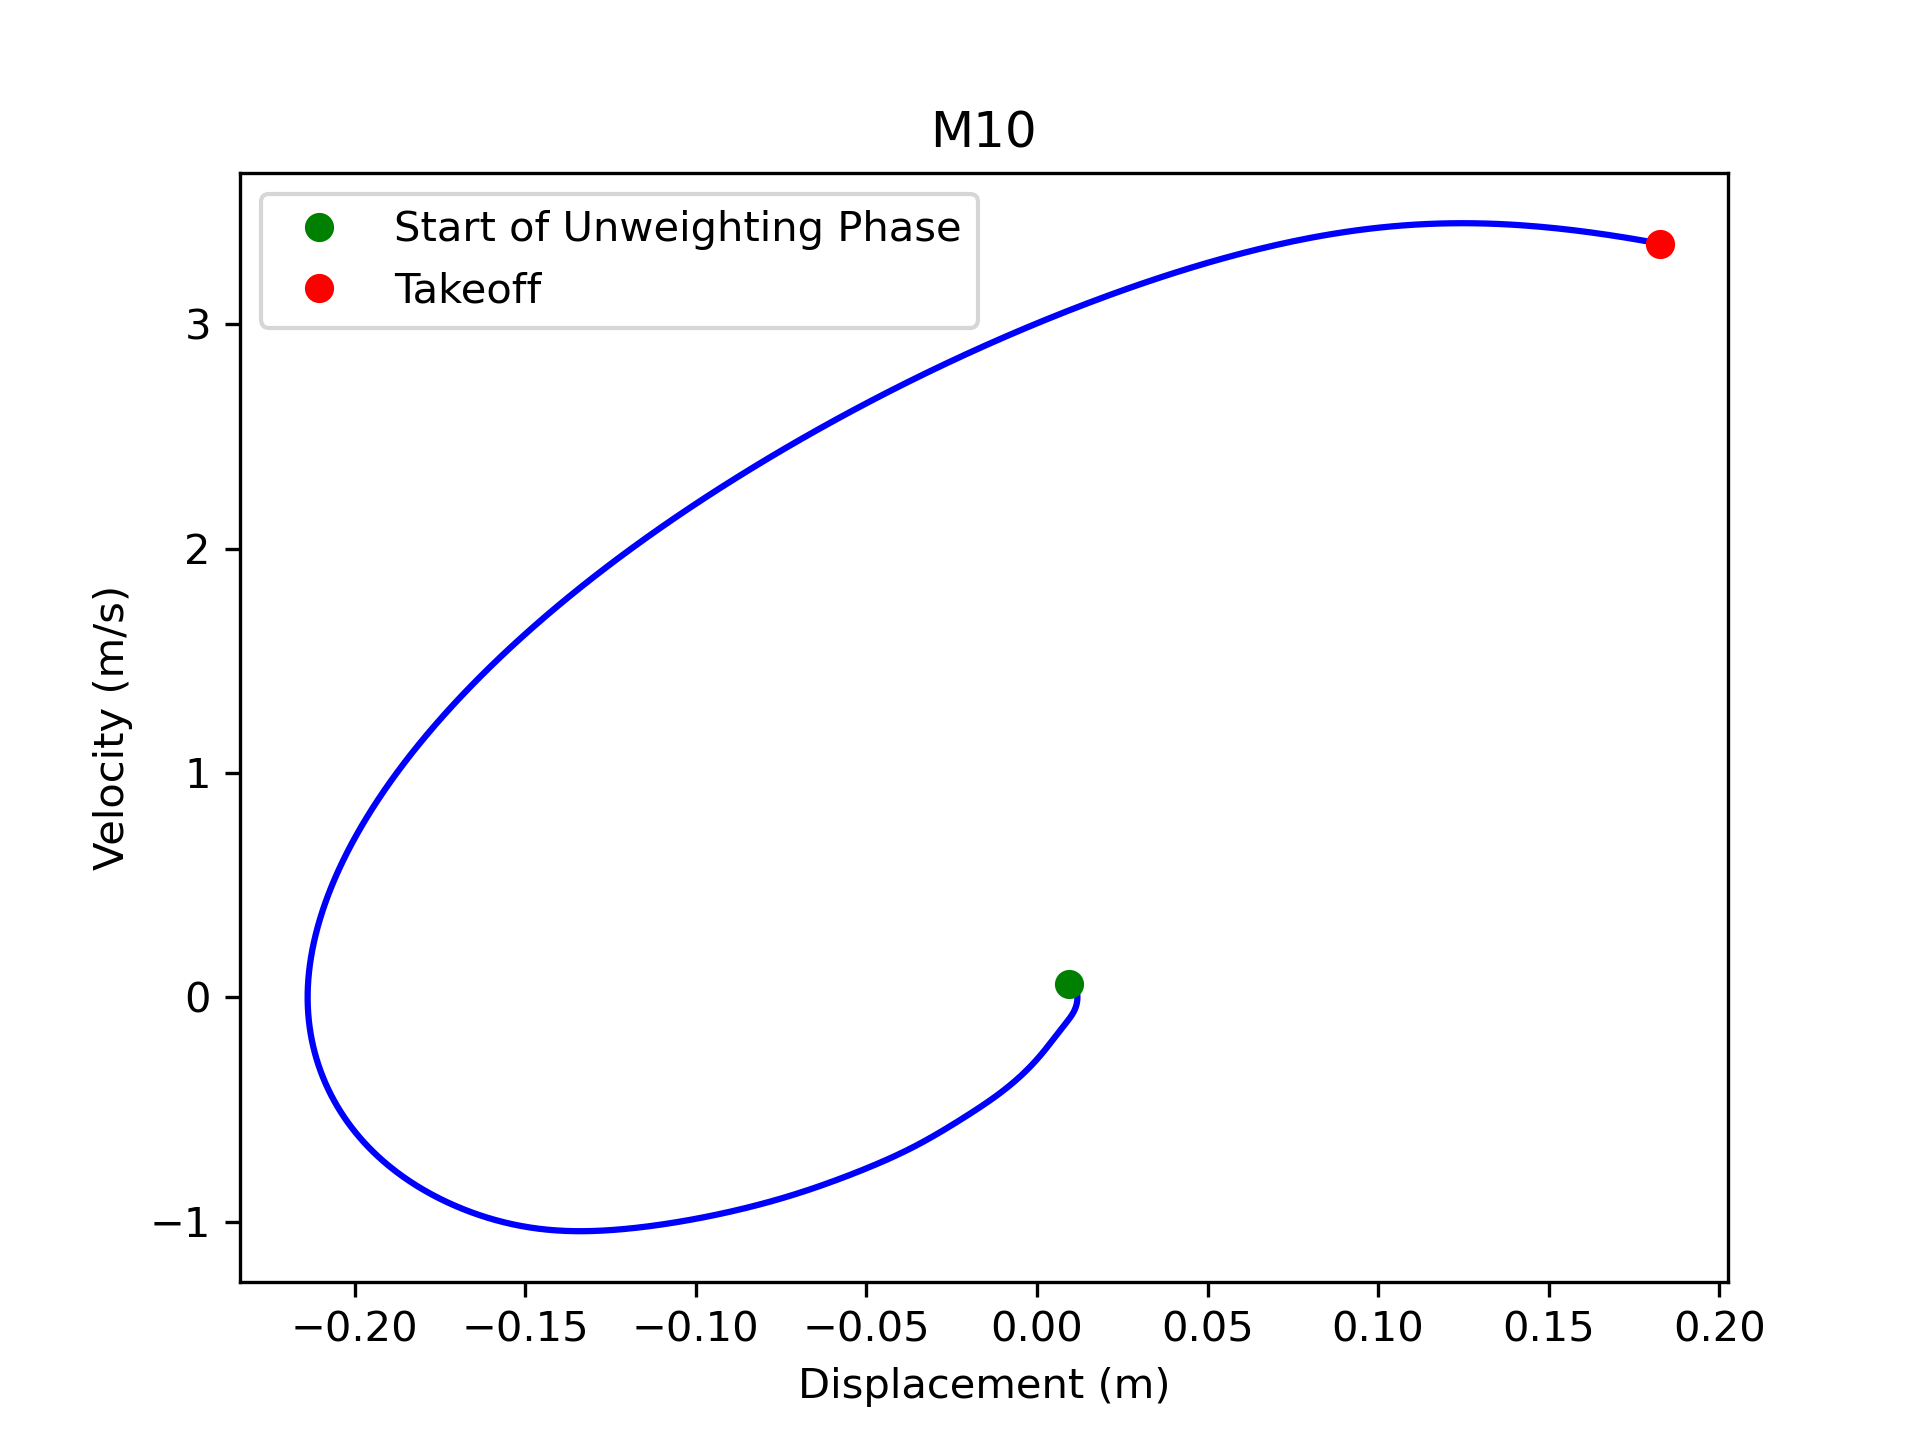 M10
Start of Unweighting Phase
Takeoff
3
2
1
0
−1
Velocity (m/s)
−0.20 −0.15 −0.10 −0.05 0.00 0.05 0.10 0.15 0.20
Displacement (m)